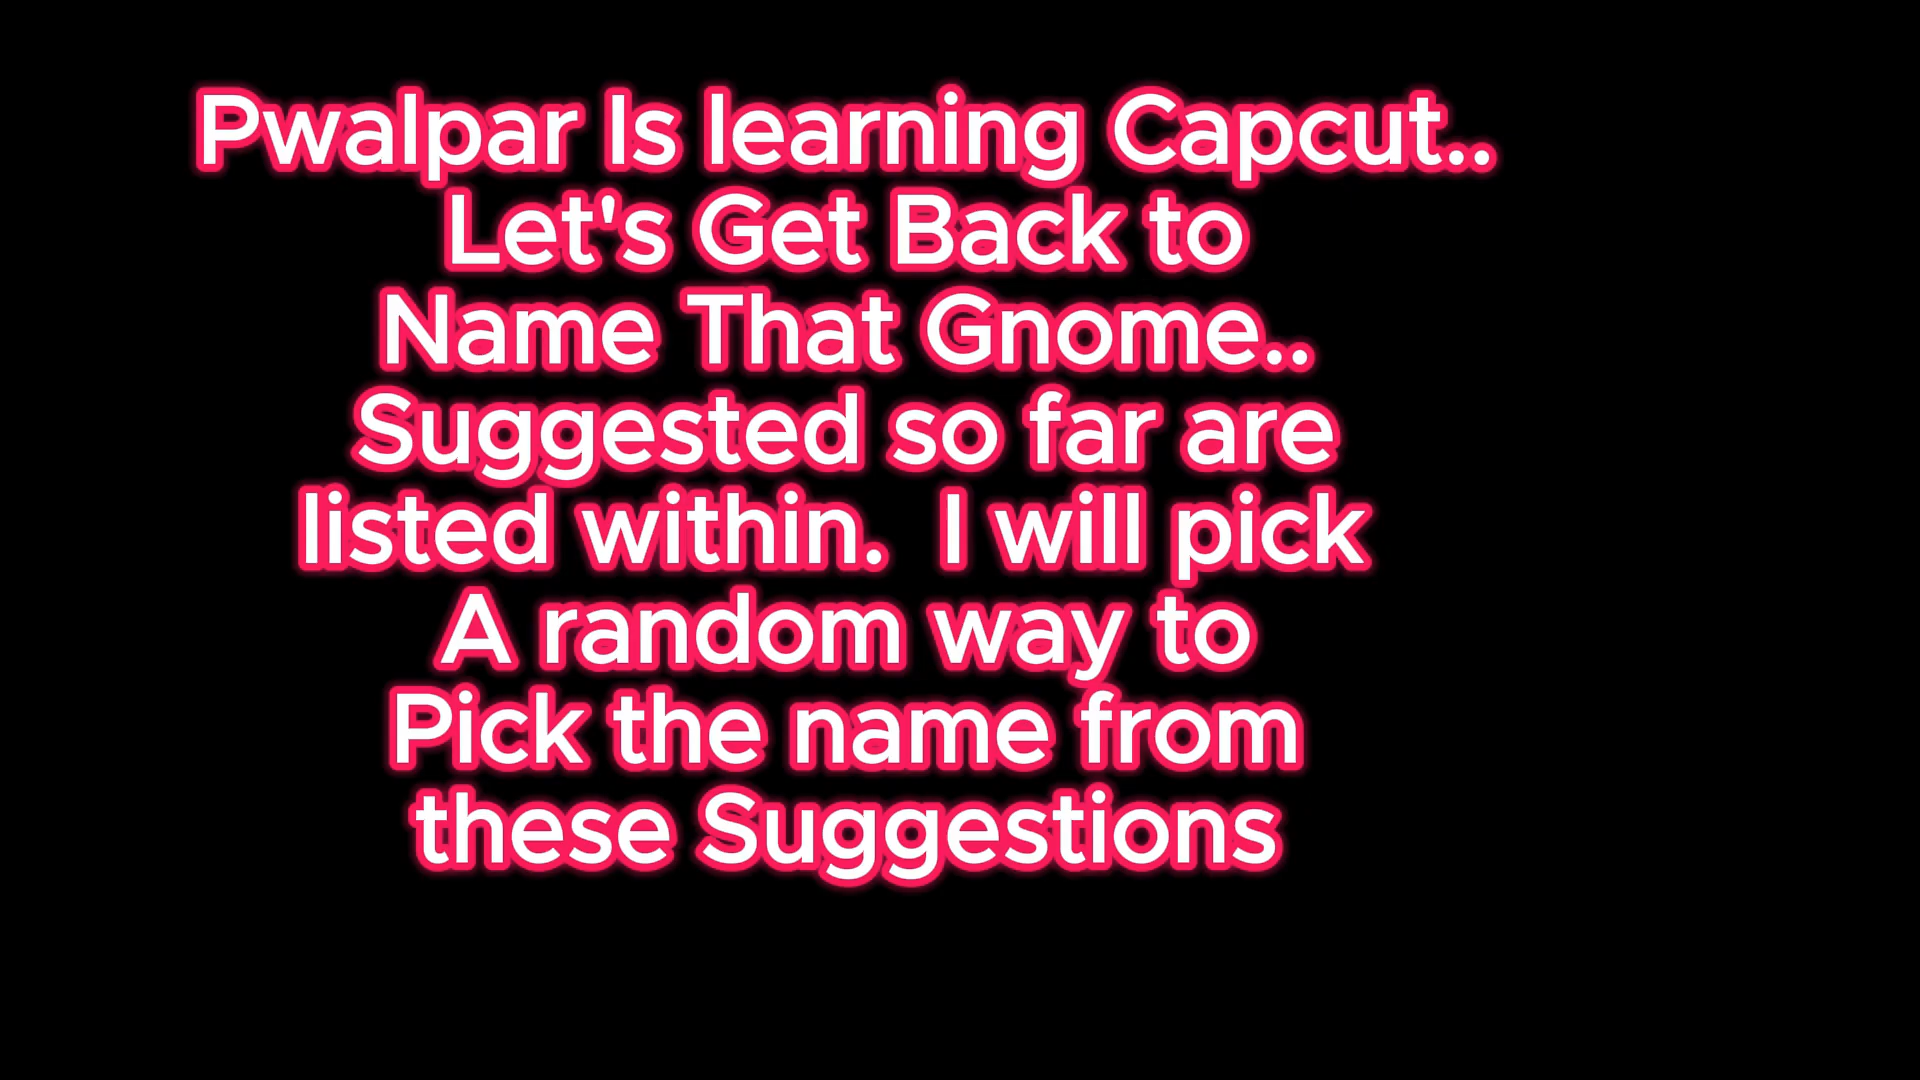 Pwalpar Is learning Capcut..
Let's Get Back to
Name That Gnome..
Suggested so far are
listed within.  I will pick
A random way to
Pick the name from
these Suggestions